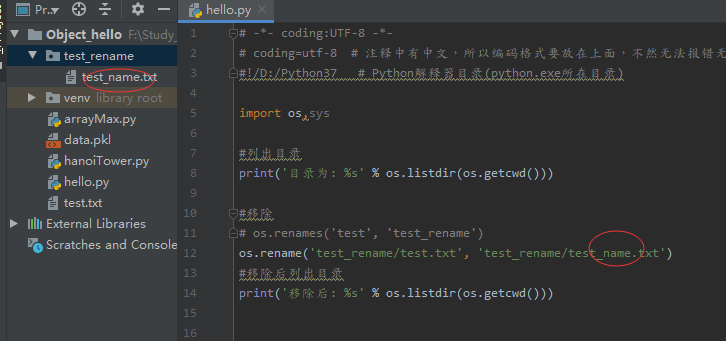 Pr...
hello.py
Object_hello F:\Study_
test_rename
test_name.txt
venv library root
arrayMax.py
data.pkl
hanoiTower.py
hello.py
test.txt
External Libraries
Scratches and Console
1 # -*- coding:UTF-8 -*-
2 # coding=utf-8 # 注释中有中文，所以编码格式要放在上面，不然无法报错无
3 #!/D:/Python37 # Python解释器目录(python.exe所在目录)
4
5 import os,sys
6
7 #列出目录
8 print('目录为: %s' % os.listdir(os.getcwd()))
9
10 #移除
11 # os.renames('test', 'test_rename')
12 os.rename('test_rename/test.txt', 'test_rename/test_name.txt')
13 #移除后列出目录
14 print('移除后: %s' % os.listdir(os.getcwd()))
15
16